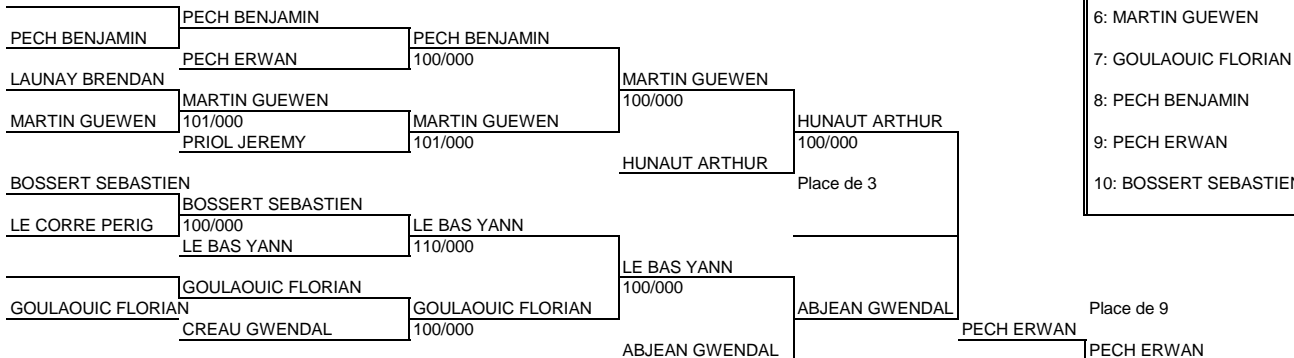 PECH BENJAMIN
6: MARTIN GUEWEN
PECH BENJAMIN
PECH BENJAMIN
PECH ERWAN
100/000
7: GOULAOUIC FLORIAN
LAUNAY BRENDAN
MARTIN GUEWEN
MARTIN GUEWEN
100/000
8: PECH BENJAMIN
MARTIN GUEWEN
101/000
MARTIN GUEWEN
HUNAUT ARTHUR
PRIOL JEREMY
101/000
100/000
9: PECH ERWAN
HUNAUT ARTHUR
BOSSERT SEBASTIEN
Place de 3
10: BOSSERT SEBASTIEN
BOSSERT SEBASTIEN
LE CORRE PERIG
100/000
LE BAS YANN
LE BAS YANN
110/000
LE BAS YANN
GOULAOUIC FLORIAN
100/000
GOULAOUIC FLORIAN
GOULAOUIC FLORIAN
ABJEAN GWENDAL
Place de 9
CREAU GWENDAL
100/000
PECH ERWAN
ABJEAN GWENDAL
PECH ERWAN